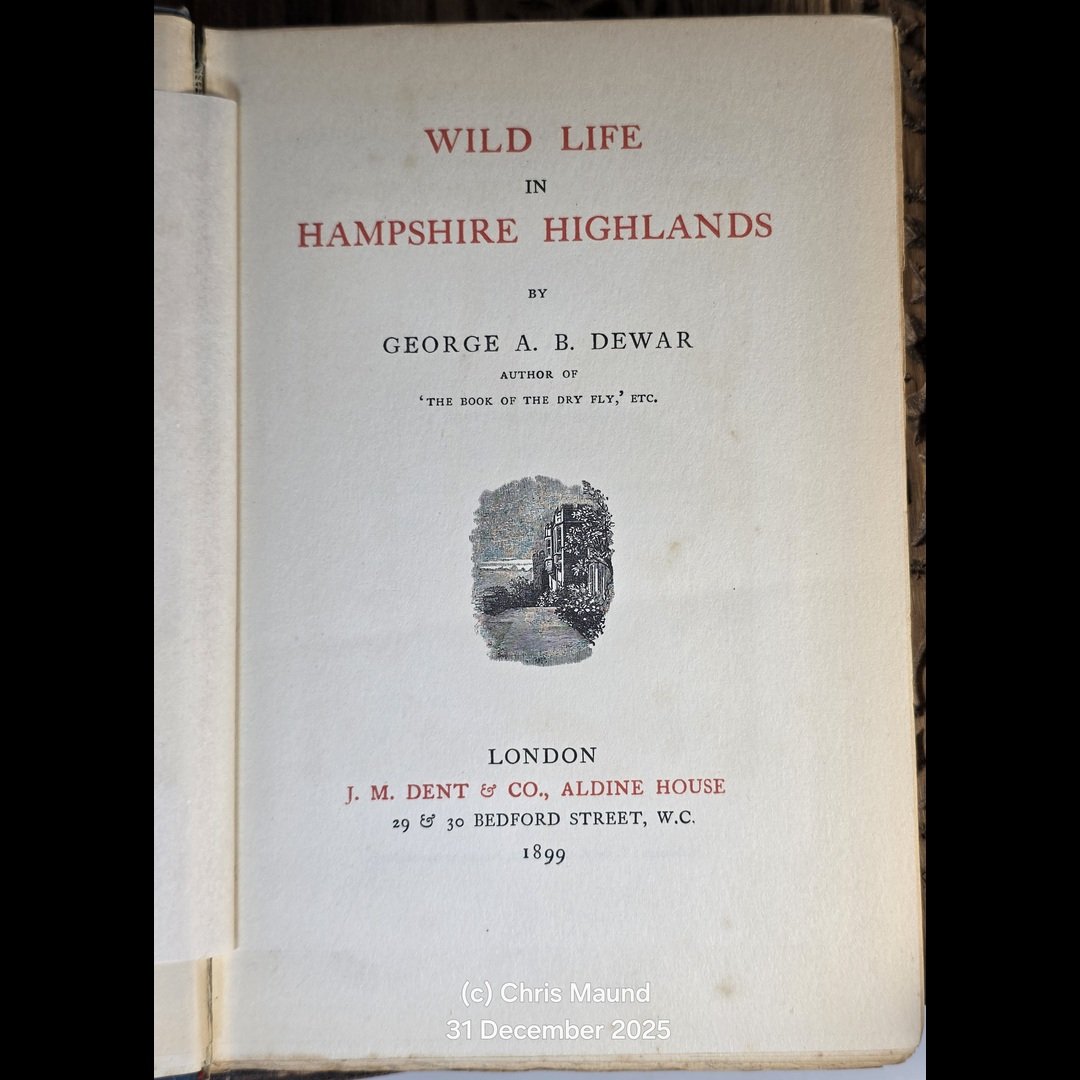 WILD LIFE
IN
HAMPSHIRE HIGHLANDS
BY
GEORGE A. B. DEWAR
AUTHOR OF
‘THE BOOK OF THE DRY FLY,’ ETC.
LONDON
J. M. DENT & CO., ALDINE HOUSE
29 & 30 BEDFORD STREET, W.C.
1899
(c) Chris Maund
31 December 2025